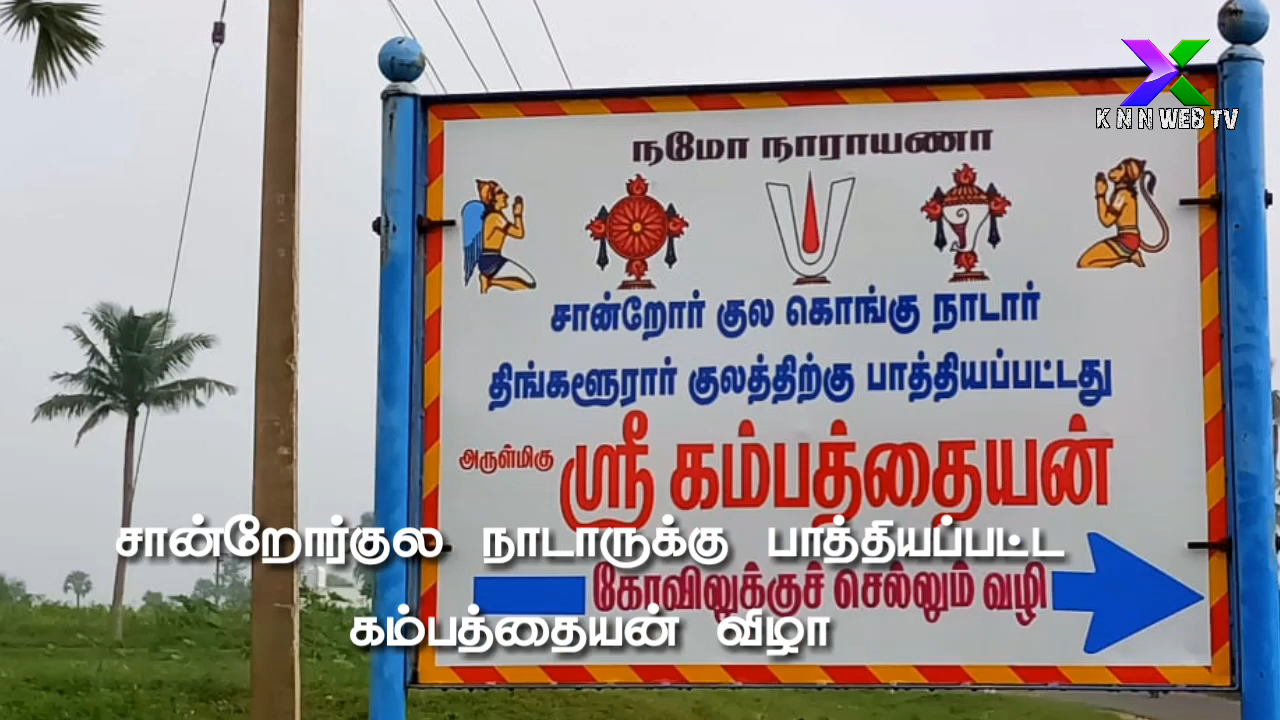 K N N WEB TV
நமோ நாராயணா
சான்றோர் குல கொங்கு நாடார்
திங்களூரார் குலத்திற்கு பாத்தியப்பட்டது
அருள்மிகு ஸ்ரீ கம்பத்தையன்
கோவிலுக்குச் செல்லும் வழி
சான்றோர்குல நாடாருக்கு பாத்தியப்பட்ட
கம்பத்தையன் விழா